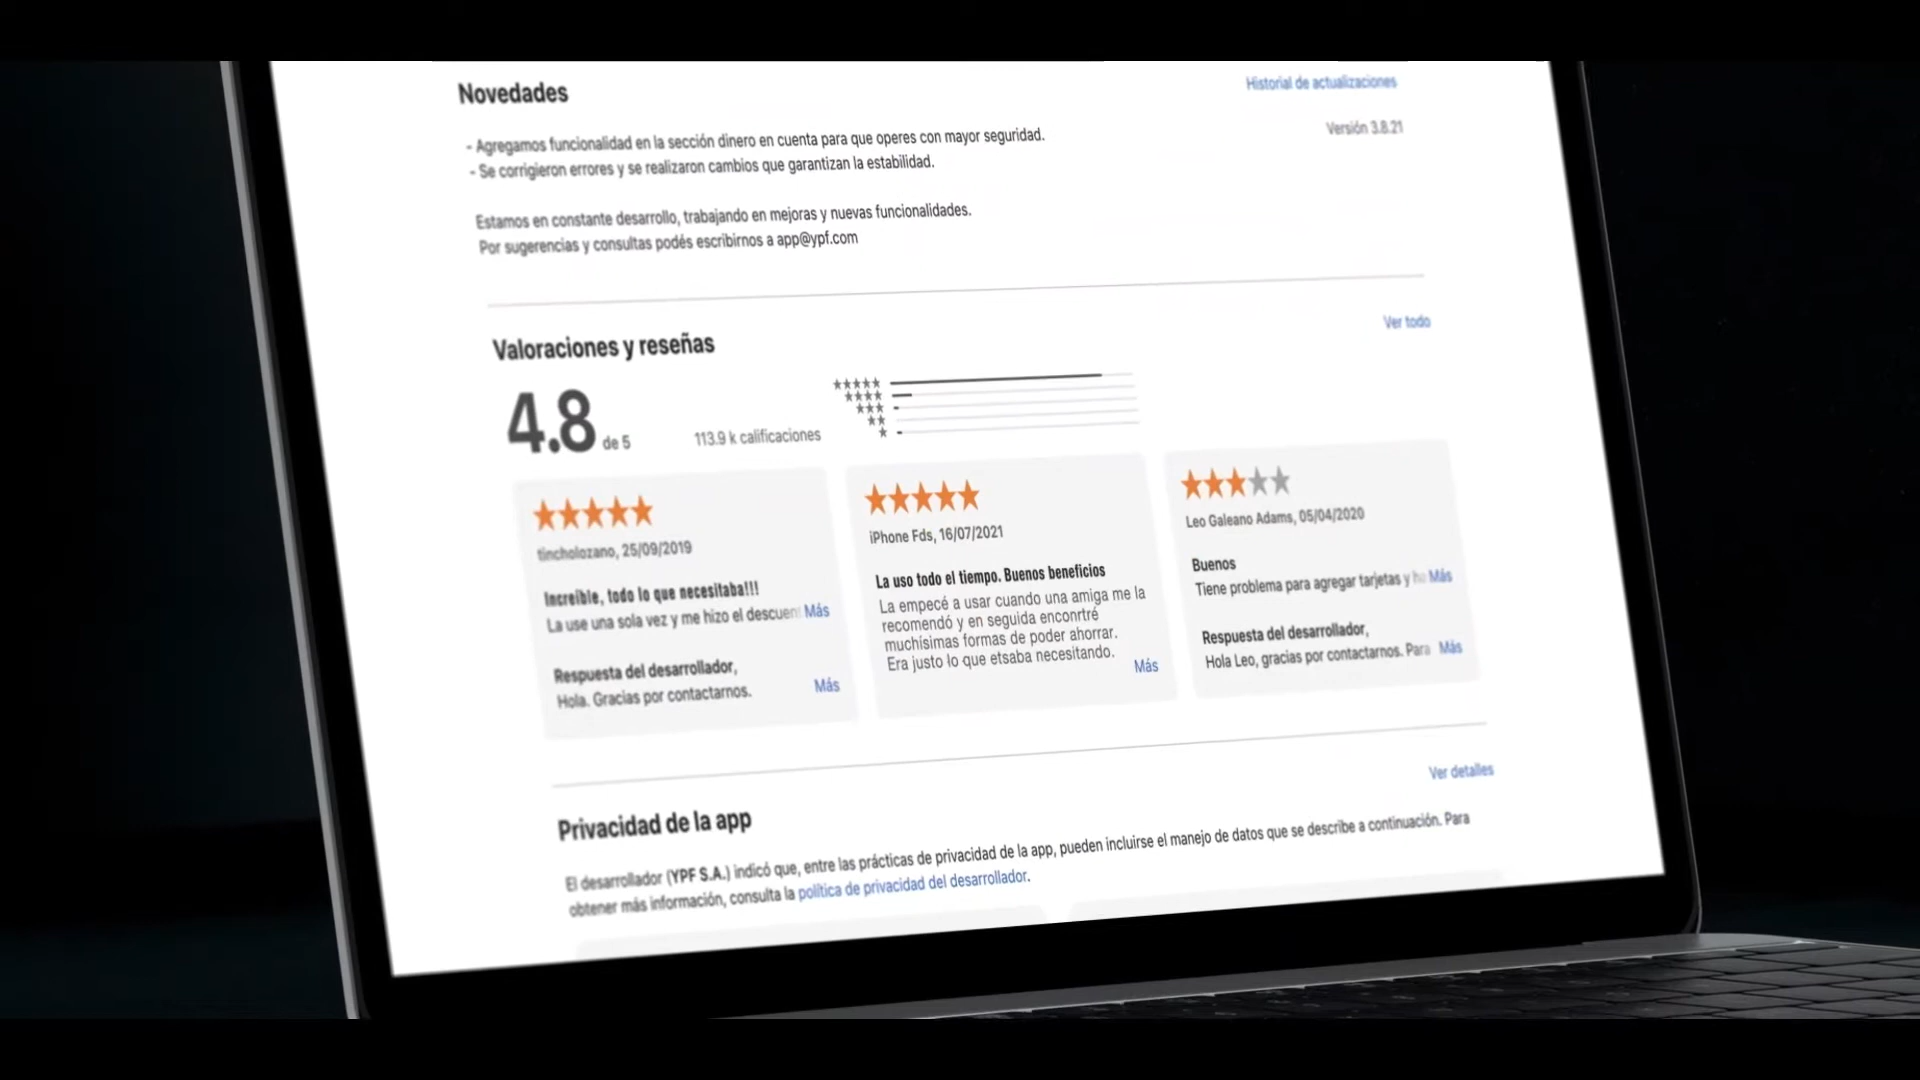 Novedades
Historial de actualizaciones
- Agregamos funcionalidad en la sección dinero en cuenta para que operes con mayor seguridad.
Versión 3.8.21
- Se corrigieron errores y se realizaron cambios que garantizan la estabilidad.
Estamos en constante desarrollo, trabajando en mejoras y nuevas funcionalidades.
Por sugerencias y consultas podés escribirnos a app@ypf.com
Valoraciones y reseñas
Ver todo
4.8 de 5
113.9 k calificaciones
tincholozano, 25/09/2019
Increíble, todo lo que necesitaba!!!
La use una sola vez y me hizo el descuen Más
Respuesta del desarrollador,
Hola. Gracias por contactarnos.
Más
iPhone Fds, 16/07/2021
La uso todo el tiempo. Buenos beneficios
La empecé a usar cuando una amiga me la
recomendó y en seguida enconrtré
muchísimas formas de poder ahorrar.
Era justo lo que etsaba necesitando.
Más
Leo Galeano Adams, 05/04/2020
Buenos
Tiene problema para agregar tarjetas y Más
Respuesta del desarrollador,
Hola Leo, gracias por contactarnos. Para Más
Privacidad de la app
Ver detalles
El desarrollador (YPF S.A.) indicó que, entre las prácticas de privacidad de la app, pueden incluirse el manejo de datos que se describe a continuación. Para
obtener más información, consulta la política de privacidad del desarrollador.